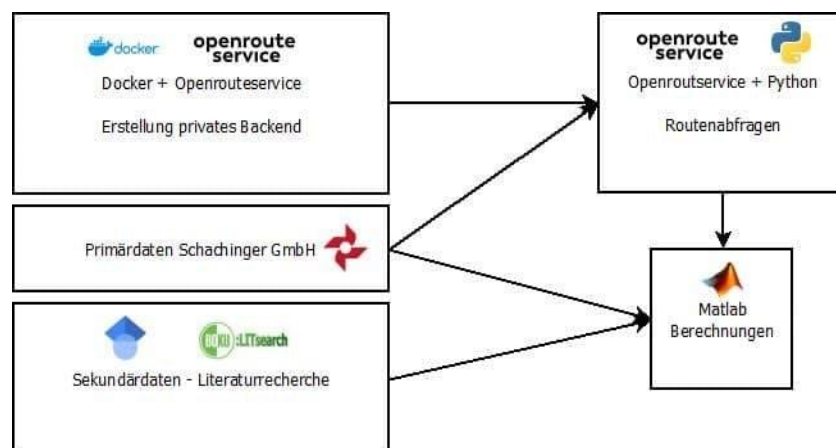 docker
openroute
service
Docker + Openrouteservice
Erstellung privates Backend
openroute
service
Openroutservice + Python
Routenabfragen
Primärdaten Schachinger GmbH
Matlab
Berechnungen
BOKU:LITsearch
Sekundärdaten - Literaturrecherche